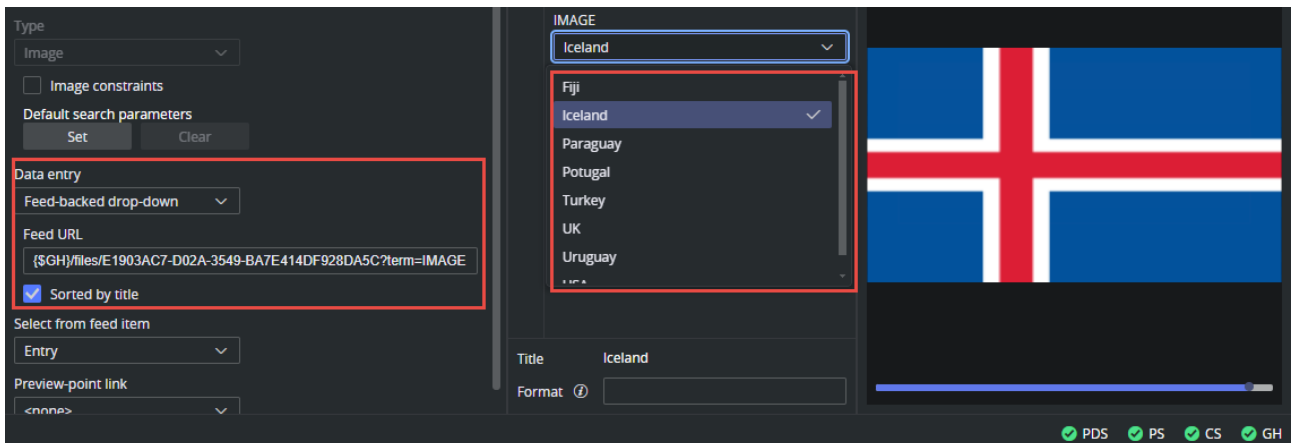 Type
Image
Image constraints
Default search parameters
Set
Clear
Data entry
Feed-backed drop-down
Feed URL
{$GH}/files/E1903AC7-D02A-3549-BA7E414DF928DA5C?term=IMAGE
Sorted by title
Select from feed item
Entry
Preview-point link
<none>
IMAGE
Iceland
Fiji
Iceland
Paraguay
Potugal
Turkey
UK
Uruguay
USA
Title Iceland
Format
PDS PS CS GH